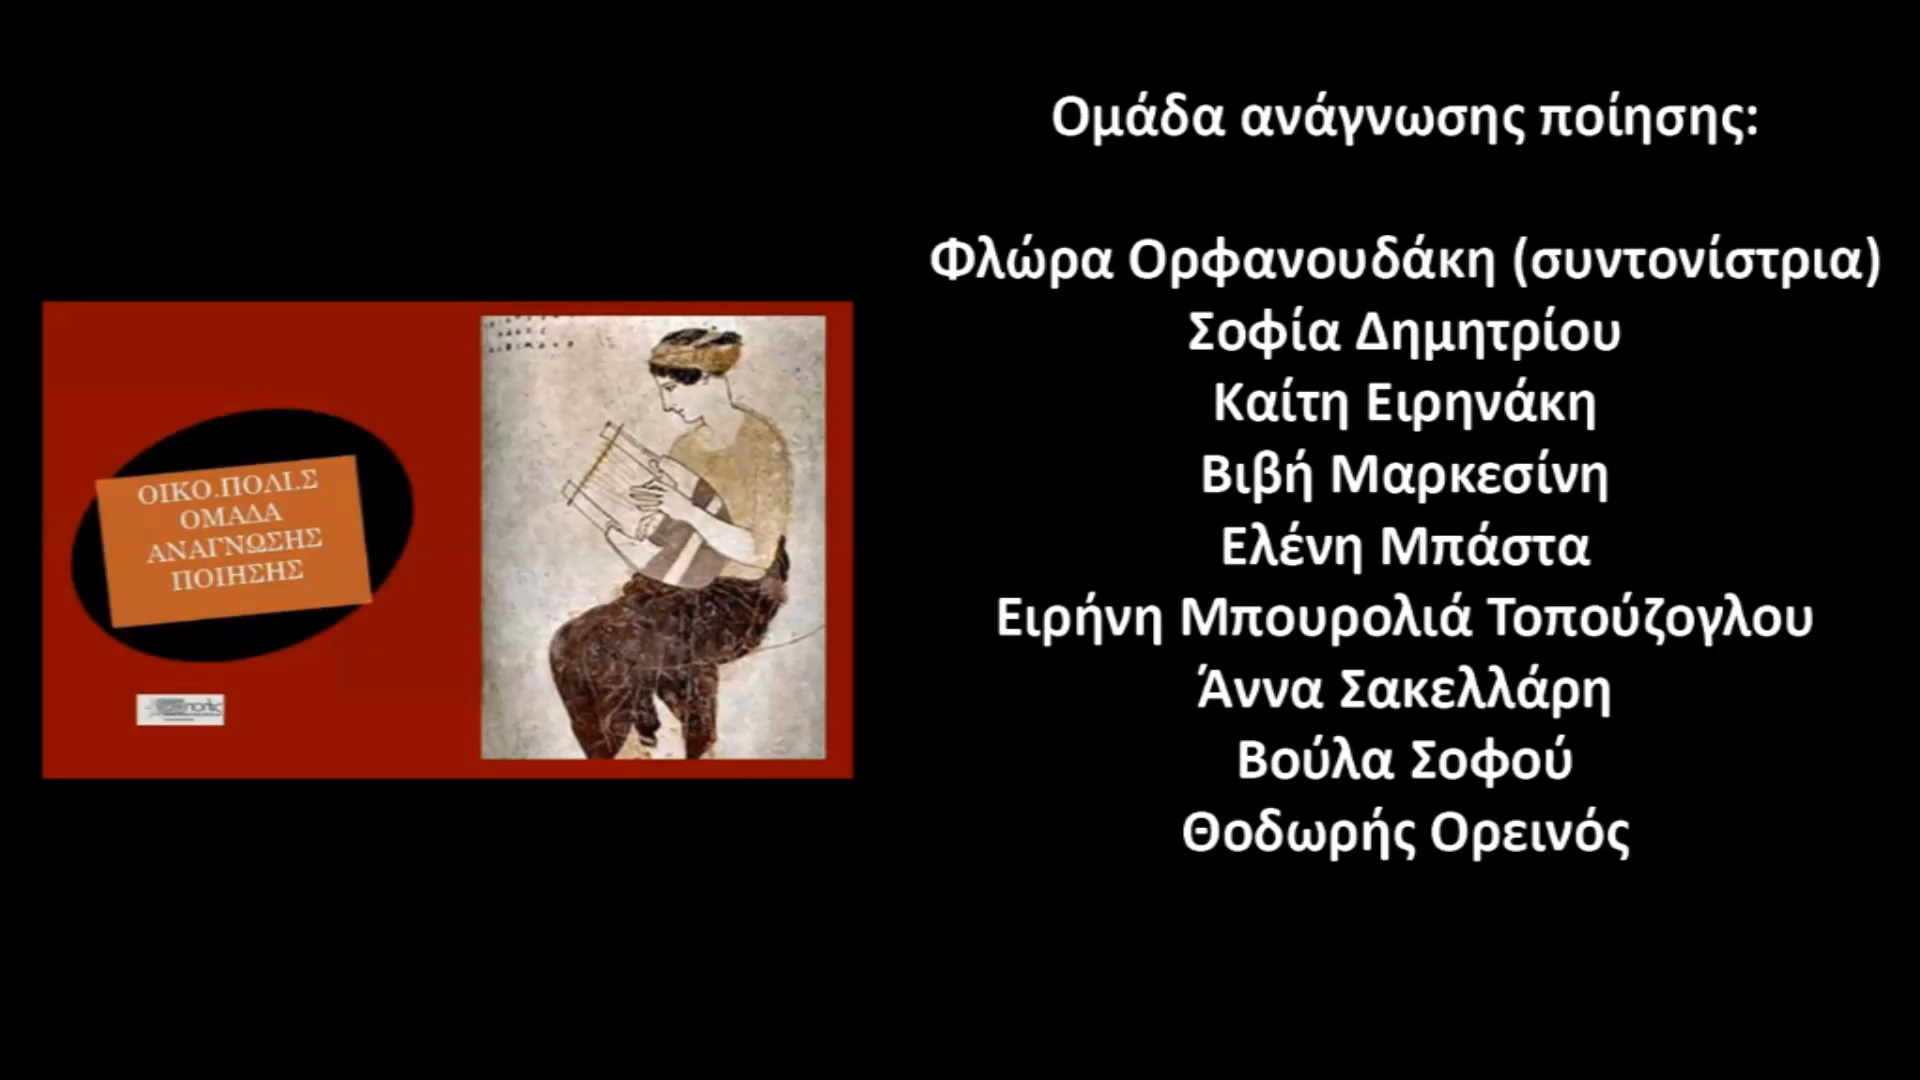 ΟΙΚΟ.ΠΟΛΙ.Σ
ΟΜΑΔΑ
ΑΝΑΓΝΩΣΗΣ
ΠΟΙΗΣΗΣ
Ομάδα ανάγνωσης ποίησης:
Φλώρα Ορφανουδάκη (συντονίστρια)
Σοφία Δημητρίου
Καίτη Ειρηνάκη
Βιβή Μαρκεσίνη
Ελένη Μπάστα
Ειρήνη Μπουρολιά Τοπούζογλου
Άννα Σακελλάρη
Βούλα Σοφού
Θοδωρής Ορεινός